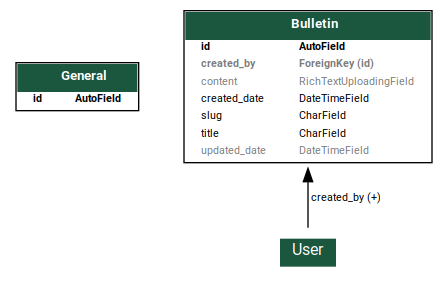 General
id AutoField
Bulletin
id AutoField
created_by ForeignKey (id)
content RichTextUploadingField
created_date DateTimeField
slug CharField
title CharField
updated_date DateTimeField
created_by (+)
User